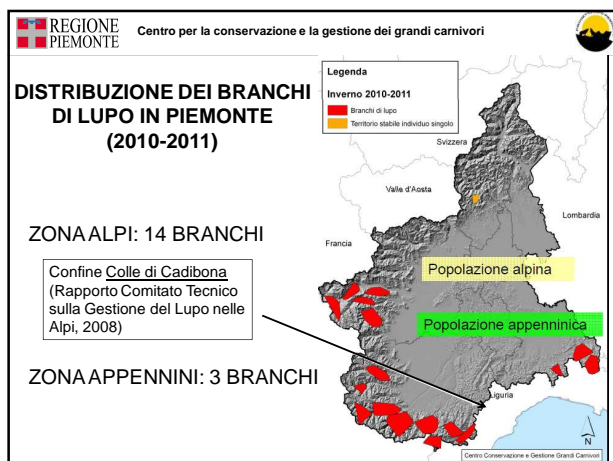 REGIONE
PIEMONTE
Centro per la conservazione e la gestione dei grandi carnivori
DISTRIBUZIONE DEI BRANCHI
DI LUPO IN PIEMONTE
(2010-2011)
Legenda
Inverno 2010-2011
Branchi di lupo
Territorio stabile individuo singolo
Svizzera
Valle d'Aosta
Lombardia
Francia
ZONA ALPI: 14 BRANCHI
Popolazione alpina
Confine Colle di Cadibona
(Rapporto Comitato Tecnico
sulla Gestione del Lupo nelle
Alpi, 2008)
Popolazione appenninica
ZONA APPENNINI: 3 BRANCHI
Liguria
N
Centro Conservazione e Gestione Grandi Carnivori